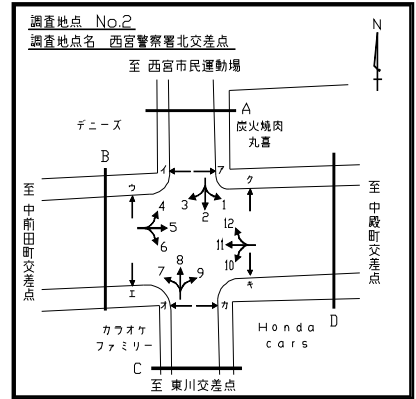 調査地点 No.2
調査地点名 西宮警察署北交差点
至 西宮市民運動場
N
デニーズ
A
炭火焼肉
丸喜
B
イ
ア
ウ
ク
至 中前田町交差点
至 中殿町交差点
3
2
1
4
5
6
12
11
10
7
8
9
エ
キ
オ
カ
カラオケ
ファミリー
Honda
cars
D
C
至 東川交差点